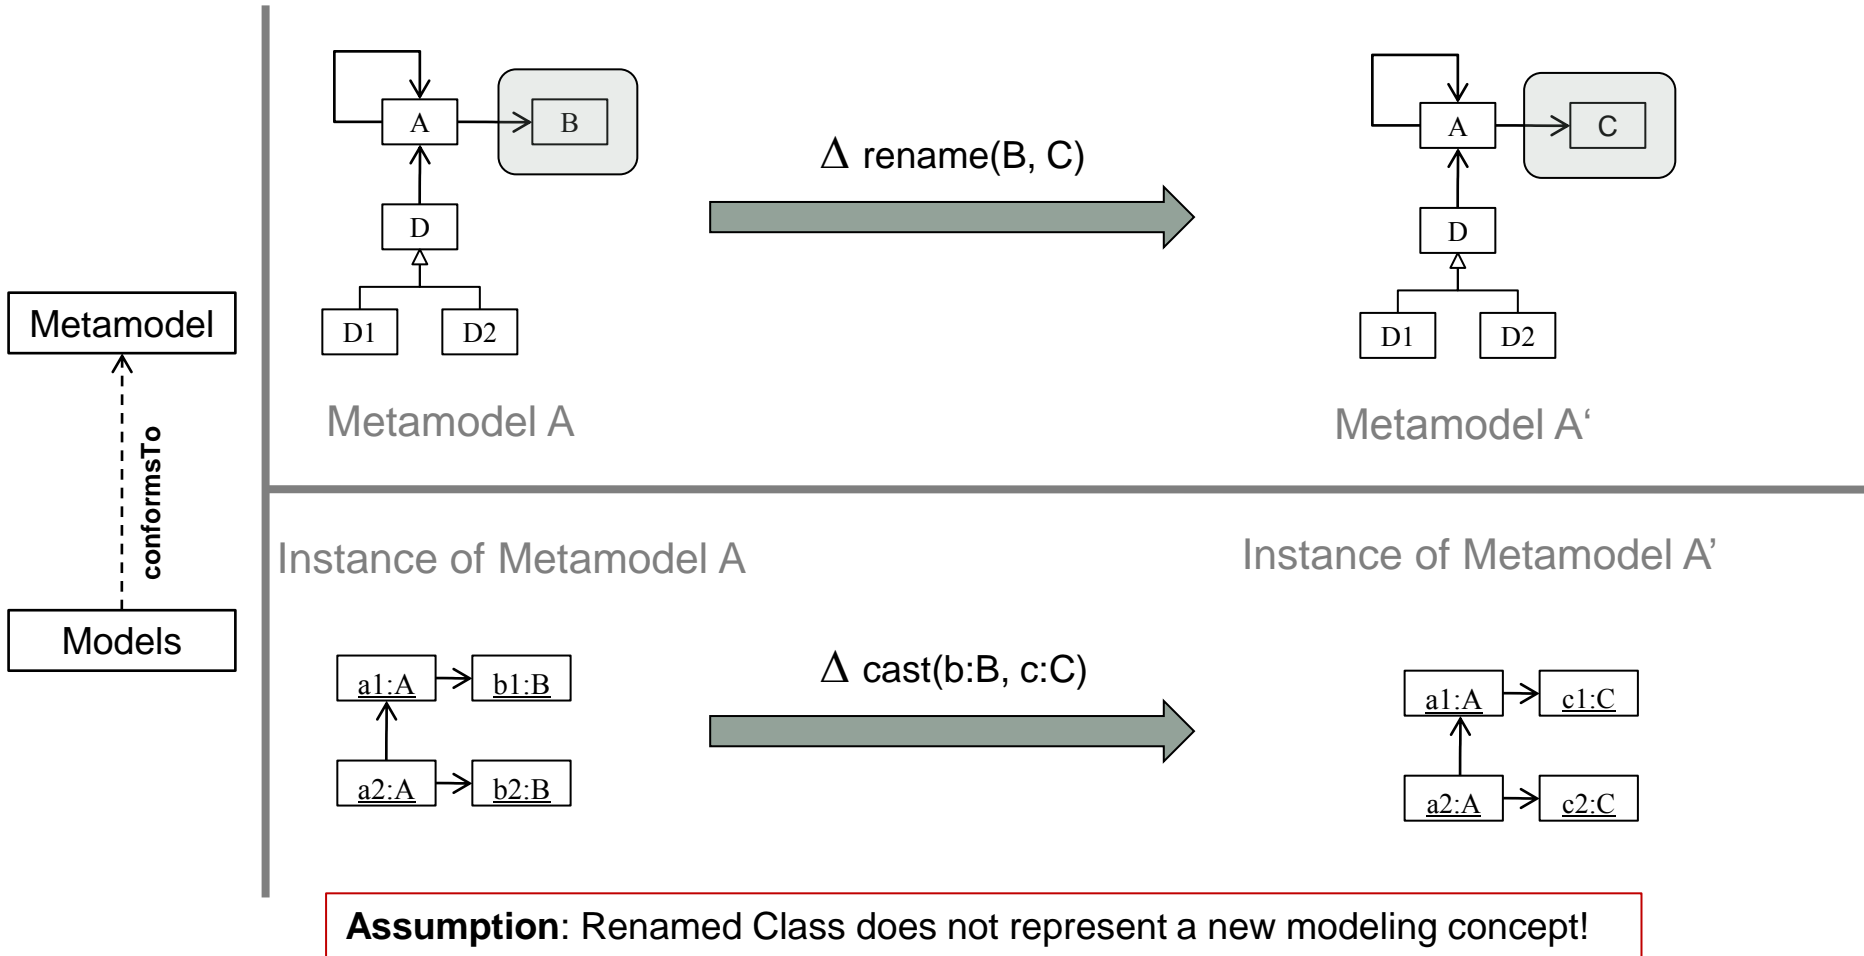 A
B
D
D1
D2
Metamodel A
Δ rename(B, C)
A
C
D
D1
D2
Metamodel A‘
Metamodel
conformsTo
Models
Instance of Metamodel A
a1:A
b1:B
a2:A
b2:B
Δ cast(b:B, c:C)
Instance of Metamodel A’
a1:A
c1:C
a2:A
c2:C
Assumption: Renamed Class does not represent a new modeling concept!